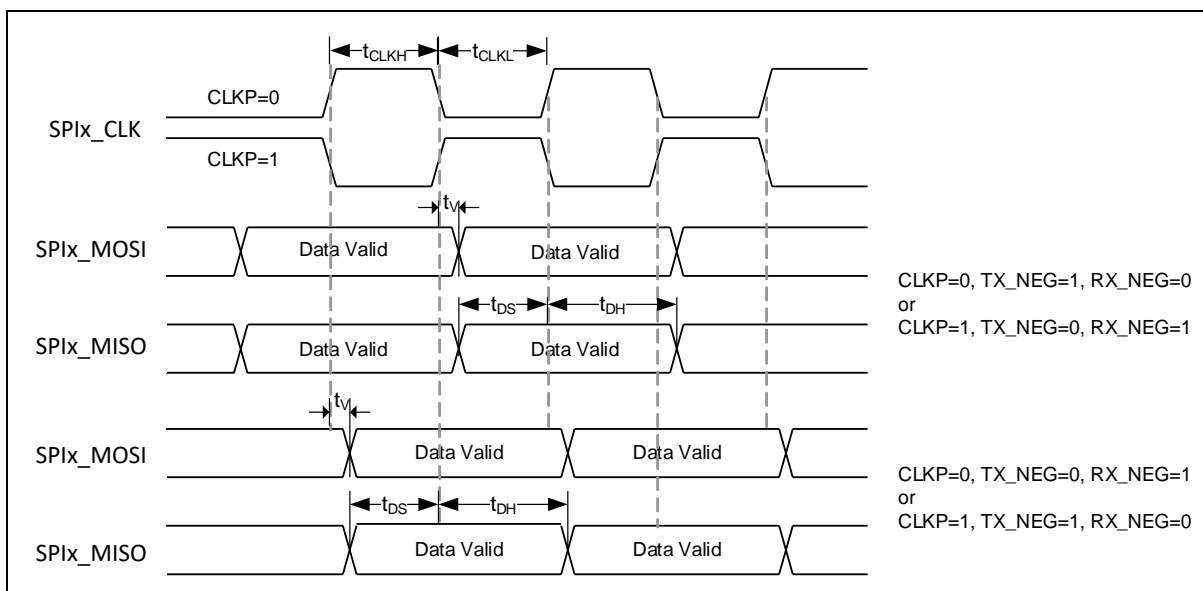 tCLKH
tCLKL
CLKP=0
SPIx_CLK
CLKP=1
tV
SPIx_MOSI
Data Valid
Data Valid
CLKP=0, TX_NEG=1, RX_NEG=0
or
CLKP=1, TX_NEG=0, RX_NEG=1
tDS
tDH
SPIx_MISO
Data Valid
Data Valid
tV
SPIx_MOSI
Data Valid
Data Valid
CLKP=0, TX_NEG=0, RX_NEG=1
or
CLKP=1, TX_NEG=1, RX_NEG=0
tDS
tDH
SPIx_MISO
Data Valid
Data Valid